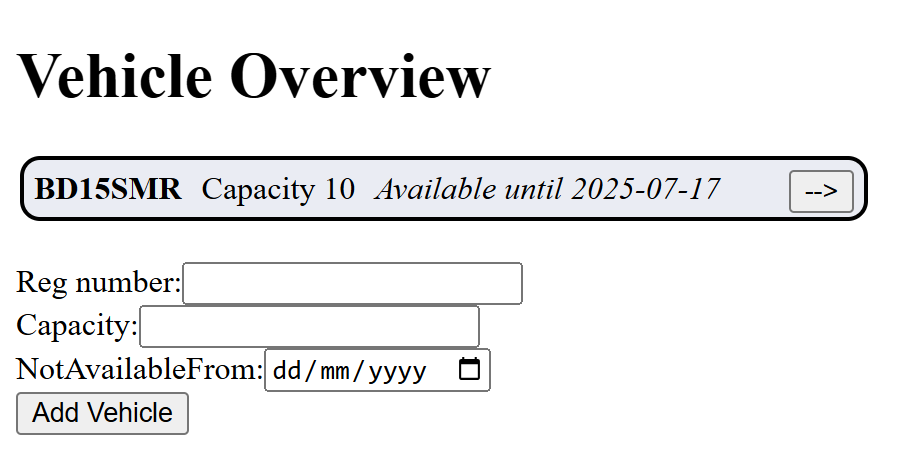 Vehicle Overview
BD15SMR Capacity 10 Available until 2025-07-17 -->
Reg number:
Capacity:
NotAvailableFrom: dd/mm/yyyy
Add Vehicle